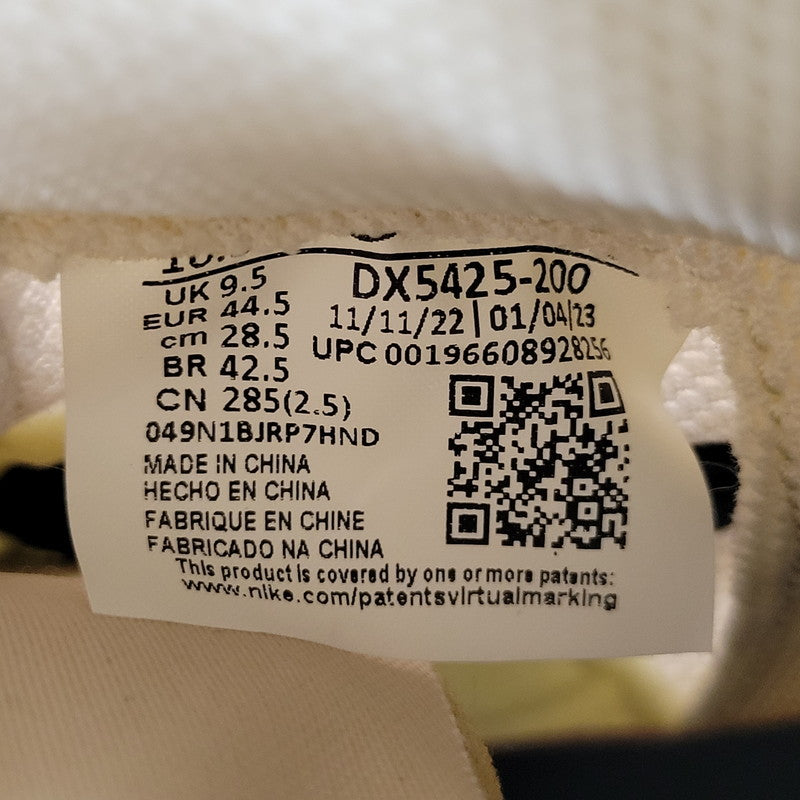 UK 9.5
EUR 44.5
cm 28.5
BR 42.5
CN 285(2.5)
049N1BJRP7HND
MADE IN CHINA
HECHO EN CHINA
FABRIQUE EN CHINE
FABRICADO NA CHINA
DX5425-200
11/11/22 | 01/04/23
UPC 00196608928256
This product is covered by one or more patents:
www.nike.com/patentsvirtualmarking